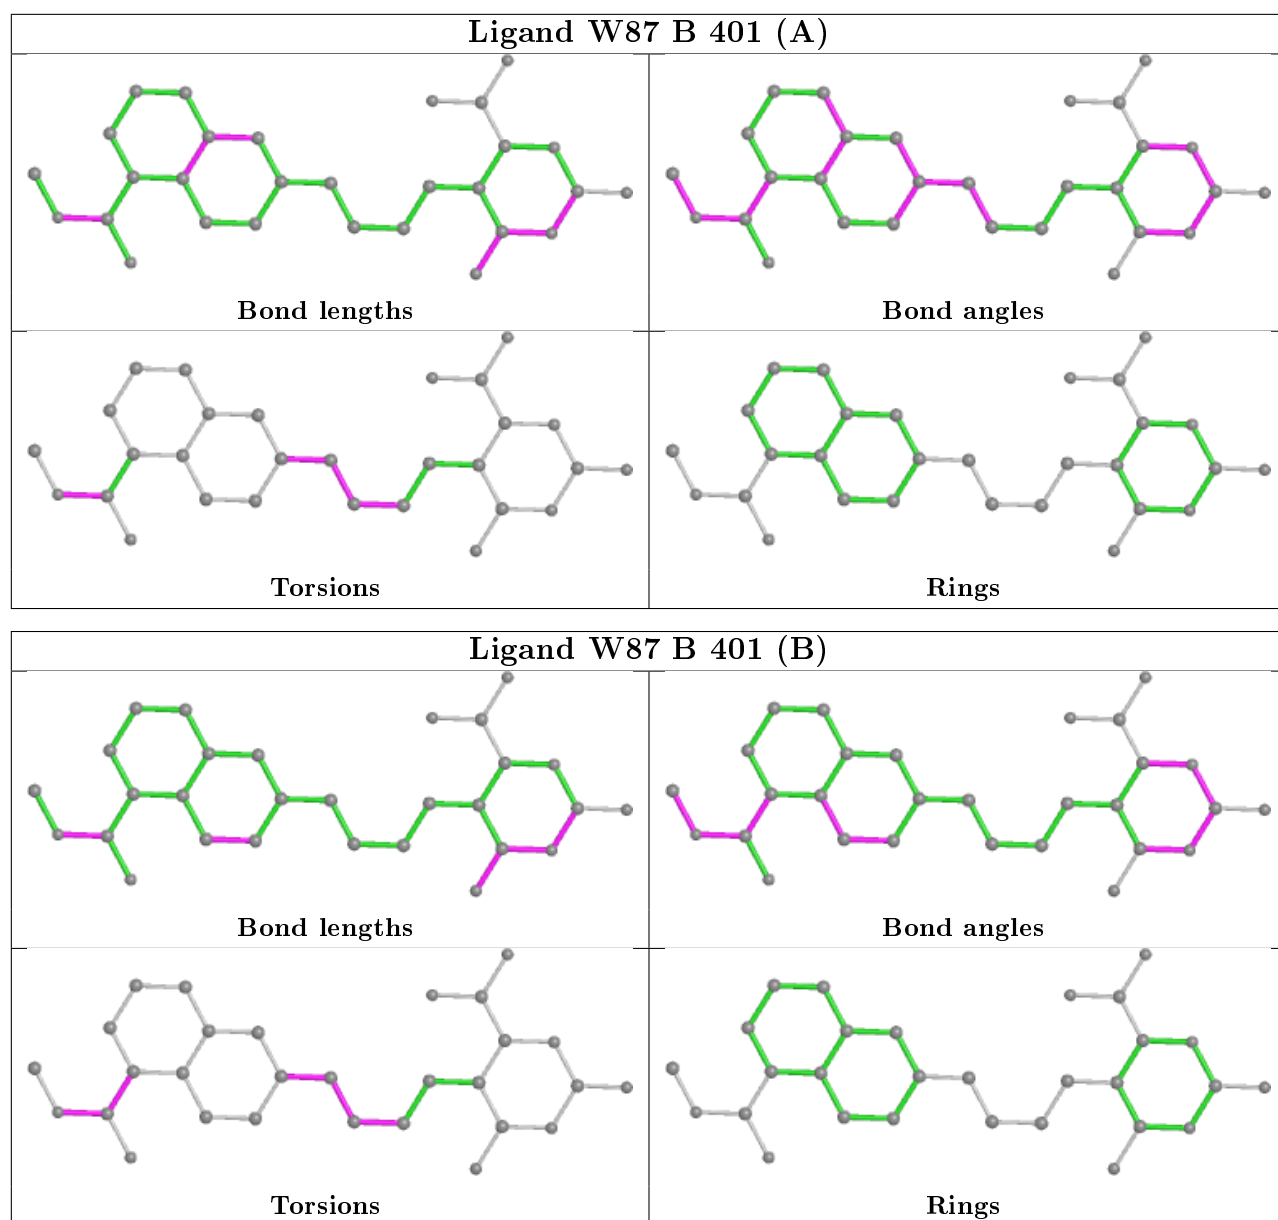 Ligand W87 B 401 (A)
Bond lengths
Bond angles
Torsions
Rings
Ligand W87 B 401 (B)
Bond lengths
Bond angles
Torsions
Rings